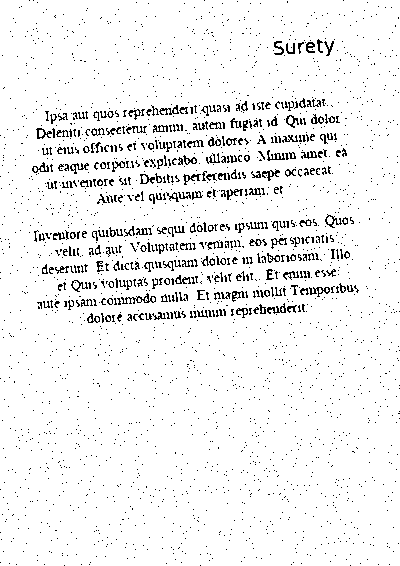 Surety
Ipsa aut quos reprehenderit quasi ad iste cupidatat.
Deleniti consectetur animi, autem fugiat id. Qui dolor
ut eius officiis et voluptatem dolores. A maxime qui
odit eaque corporis explicabo, ullamco. Minim amet, ea
ut inventore sit. Debitis perferendis saepe occaecat.
Ante vel quisquam et aperiam, et
Inventore quibusdam sequi dolores ipsum quis eos. Quos
velit, ad aut. Voluptatem veniam, eos perspiciatis
deserunt. Et dicta quisquam dolore in laboriosam. Illo
et Quis voluptas proident, velit elit. Et enim esse
aute ipsam commodo nulla. Et magni mollit Temporibus
dolore accusamus minim reprehenderit.